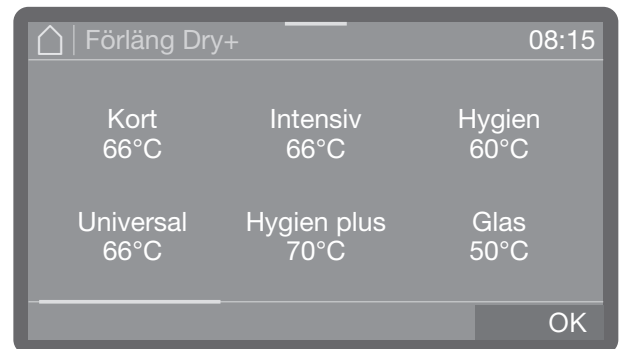 Förläng Dry+ 08:15
Kort Intensiv Hygien
66°C 66°C 60°C
Universal Hygien plus Glas
66°C 70°C 50°C
OK